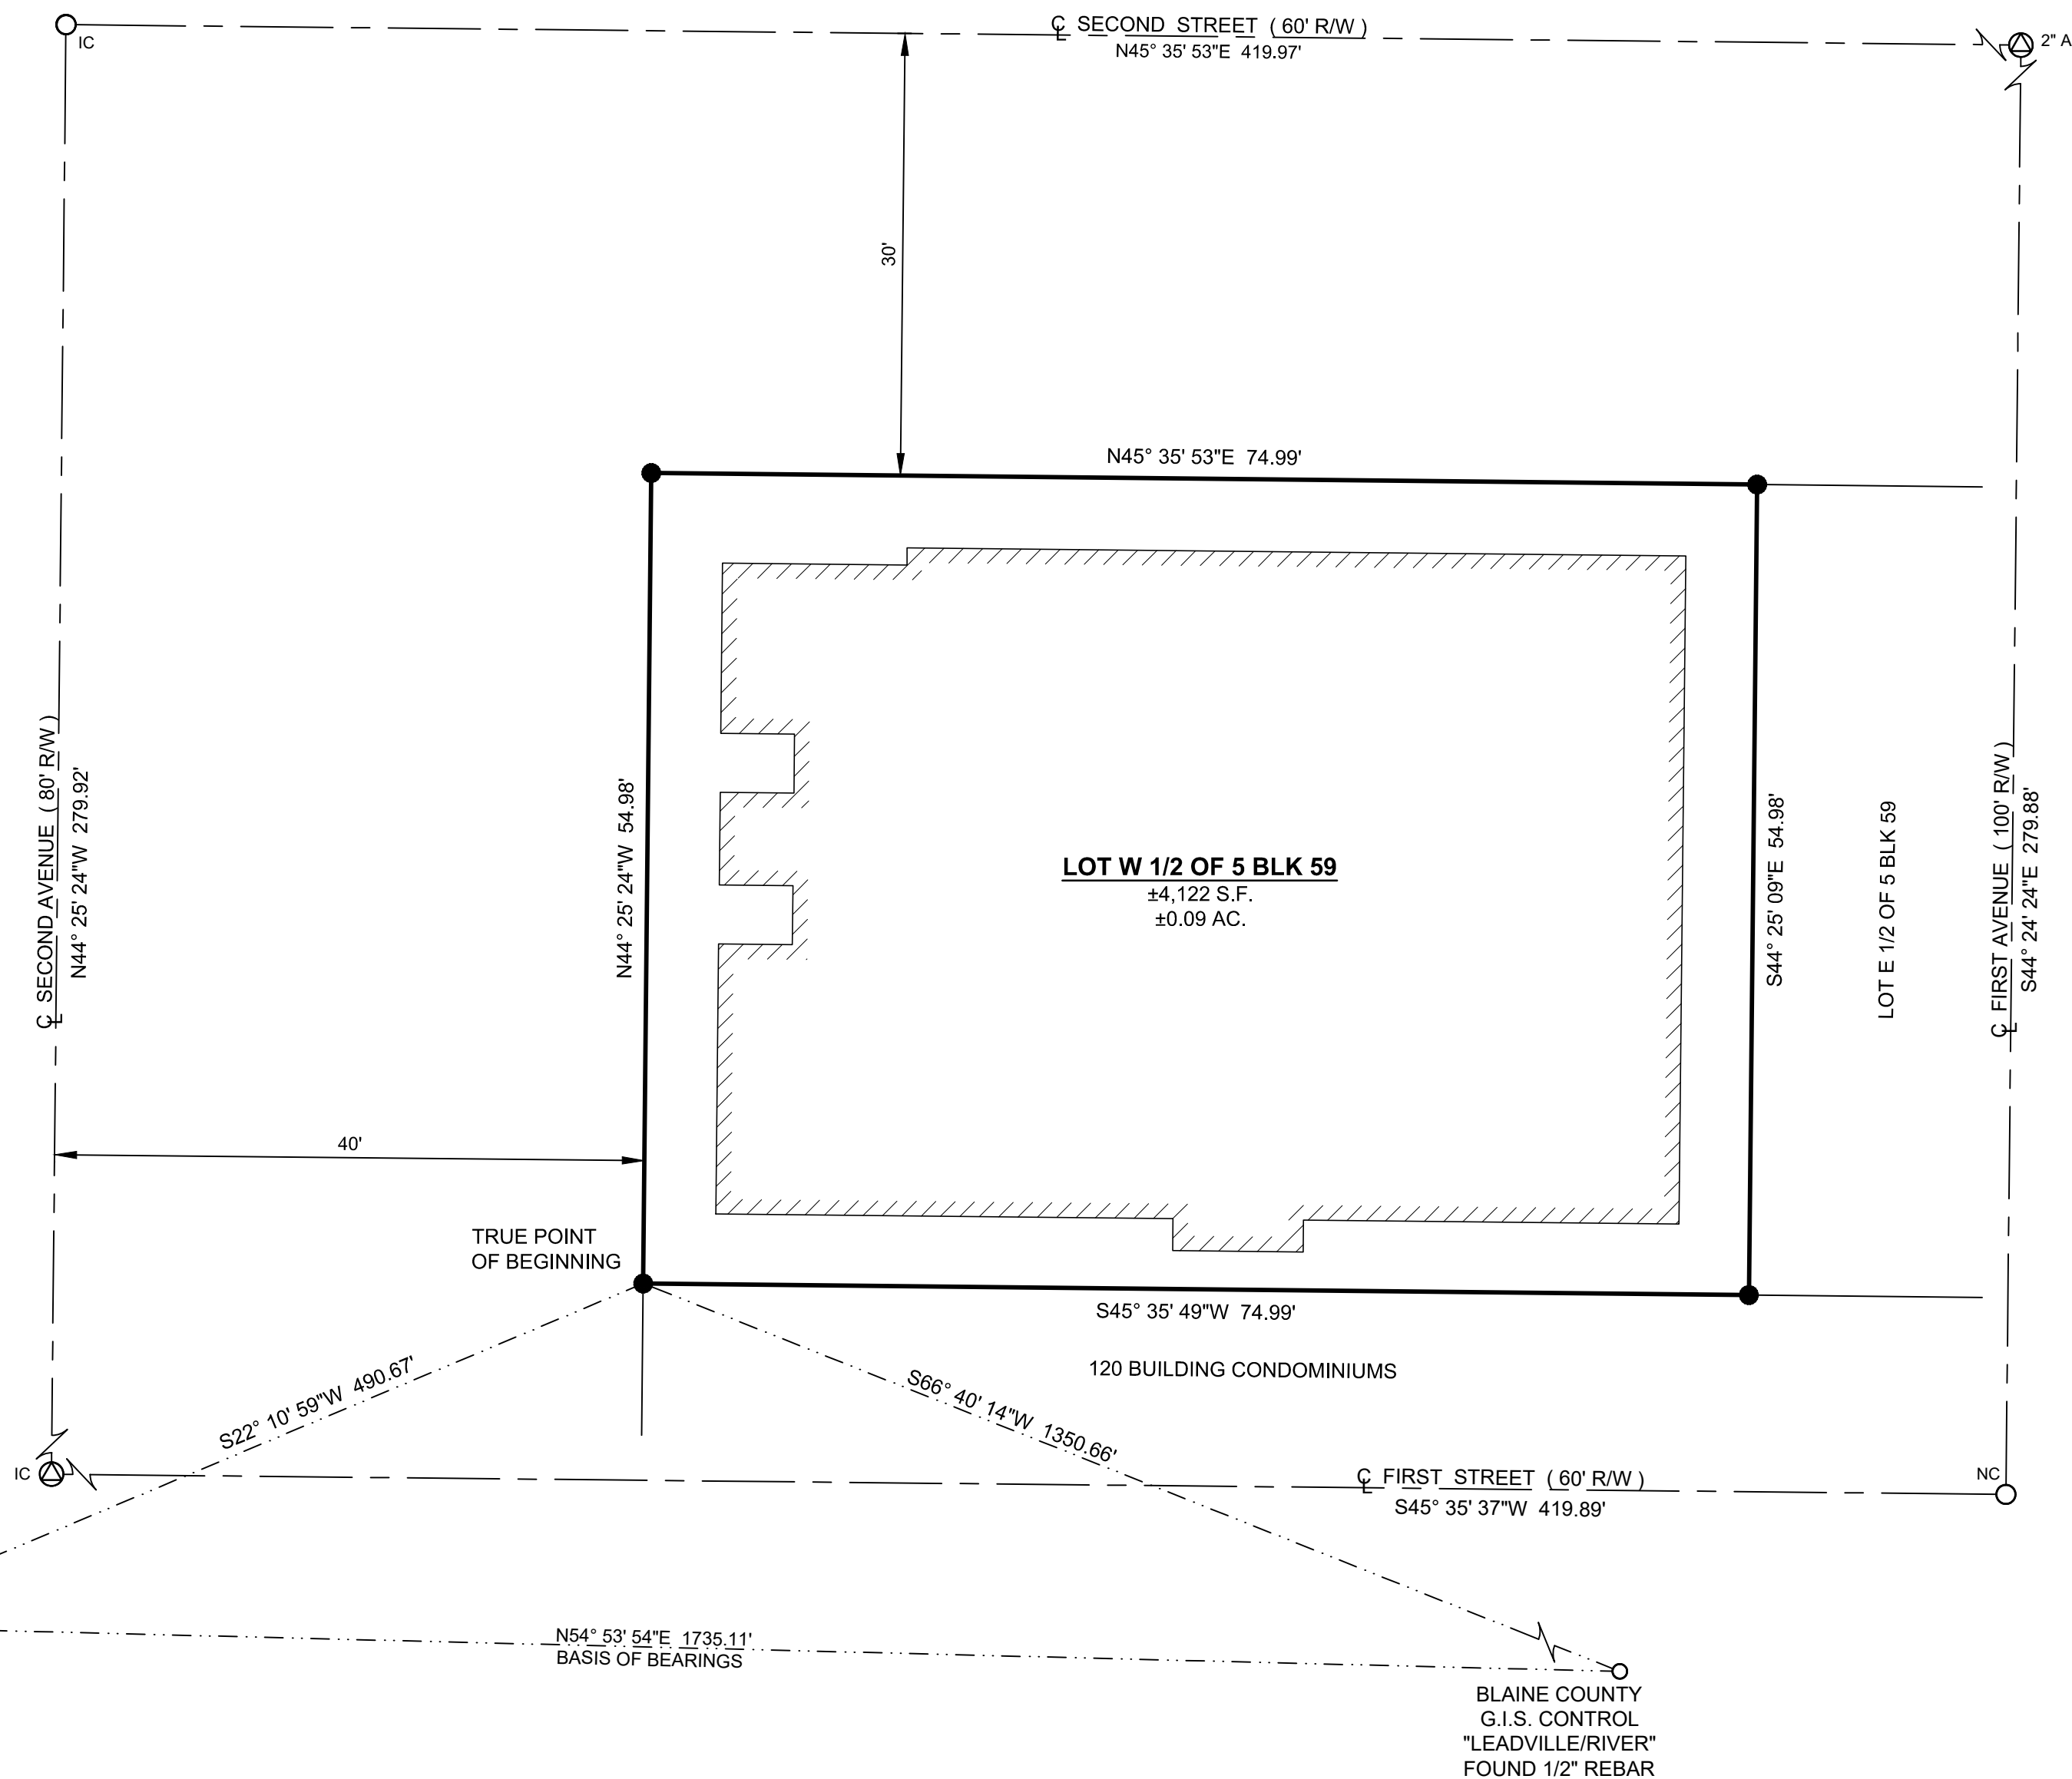 ℄ SECOND STREET ( 60' R/W )
N45° 35' 53"E 419.97'
IC
2" A
30'
N45° 35' 53"E 74.99'
℄ SECOND AVENUE ( 80' R/W )
N44° 25' 24"W 279.92'
N44° 25' 24"W 54.98'
LOT W 1/2 OF 5 BLK 59
±4,122 S.F.
±0.09 AC.
S44° 25' 09"E 54.98'
LOT E 1/2 OF 5 BLK 59
℄ FIRST AVENUE ( 100' R/W )
S44° 24' 24"E 279.88'
40'
TRUE POINT
OF BEGINNING
S45° 35' 49"W 74.99'
120 BUILDING CONDOMINIUMS
S22° 10' 59"W 490.67'
S66° 40' 14"W 1350.66'
IC
℄ FIRST STREET ( 60' R/W )
S45° 35' 37"W 419.89'
NC
N54° 53' 54"E 1735.11'
BASIS OF BEARINGS
BLAINE COUNTY
G.I.S. CONTROL
"LEADVILLE/RIVER"
FOUND 1/2" REBAR